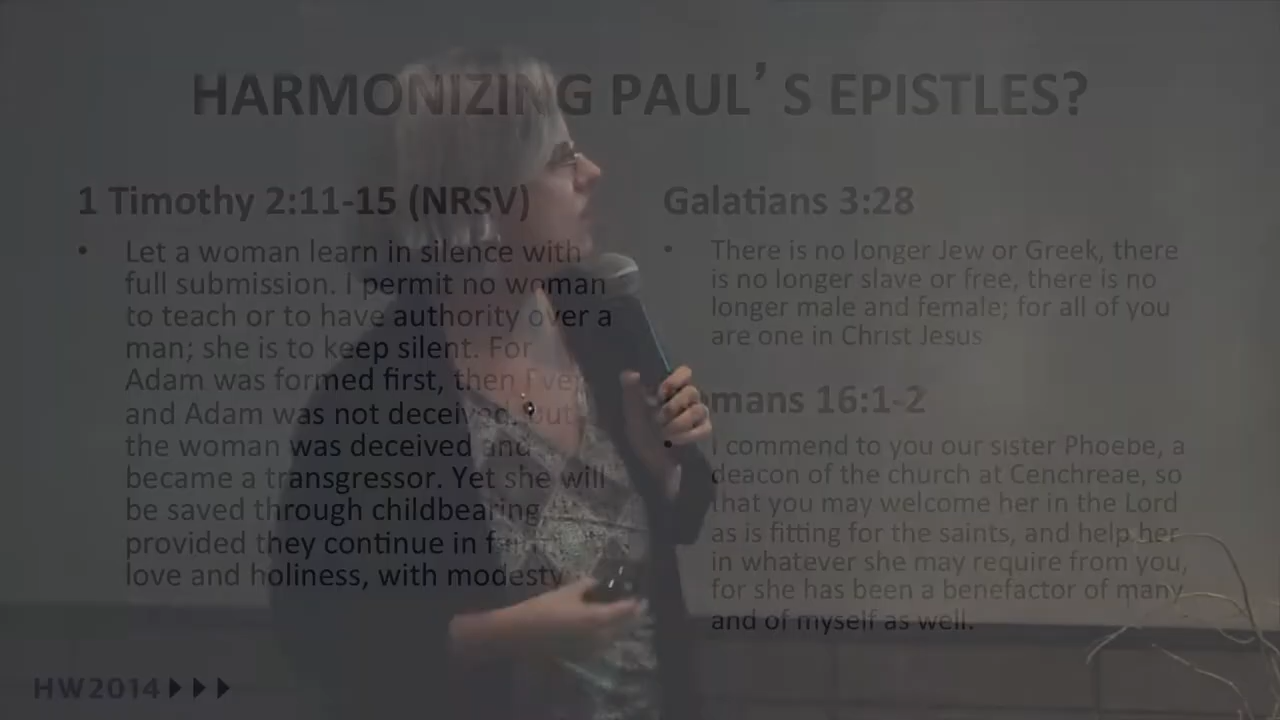 HARMONIZING PAUL’S EPISTLES?
1 Timothy 2:11-15 (NRSV)
• Let a woman learn in silence with
full submission. I permit no woman
to teach or to have authority over a
man; she is to keep silent. For
Adam was formed first, then Eve;
and Adam was not deceived, but
the woman was deceived and
became a transgressor. Yet she will
be saved through childbearing
provided they continue in
love and holiness, with modesty
Galatians 3:28
• There is no longer Jew or Greek, there
is no longer slave or free, there is no
longer male and female; for all of you
are one in Christ Jesus
Romans 16:1-2
• I commend to you our sister Phoebe, a
deacon of the church at Cenchreae, so
that you may welcome her in the Lord
as is fitting for the saints, and help her
in whatever she may require from you,
for she has been a benefactor of many
and of myself as well.
HW2014